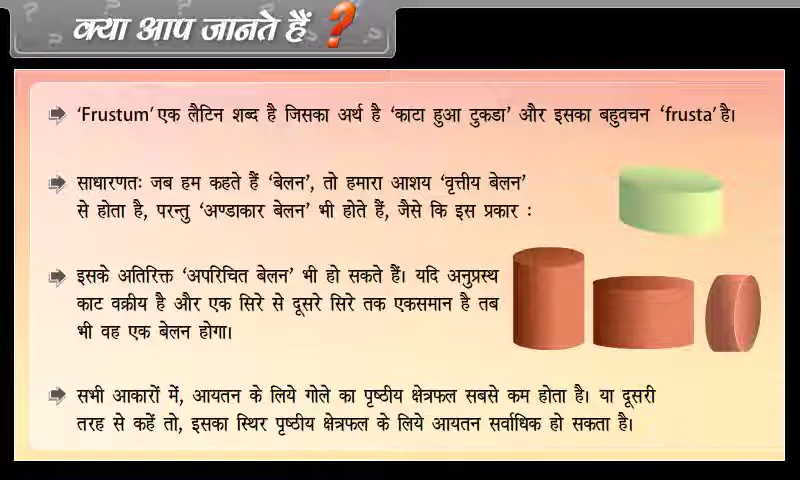 क्या आप जानते हैं ?
'Frustum' एक लैटिन शब्द है जिसका अर्थ है 'काटा हुआ टुकडा' और इसका बहुवचन 'frusta' है।
साधारणतः जब हम कहते हैं 'बेलन', तो हमारा आशय 'वृत्तीय बेलन'
से होता है, परन्तु 'अण्डाकार बेलन' भी होते हैं, जैसे कि इस प्रकार :
इसके अतिरिक्त 'अपरिचित बेलन' भी हो सकते हैं। यदि अनुप्रस्थ
काट वक्रीय है और एक सिरे से दूसरे सिरे तक एकसमान है तब
भी वह एक बेलन होगा।
सभी आकारों में, आयतन के लिये गोले का पृष्ठीय क्षेत्रफल सबसे कम होता है। या दूसरी
तरह से कहें तो, इसका स्थिर पृष्ठीय क्षेत्रफल के लिये आयतन सर्वाधिक हो सकता है।